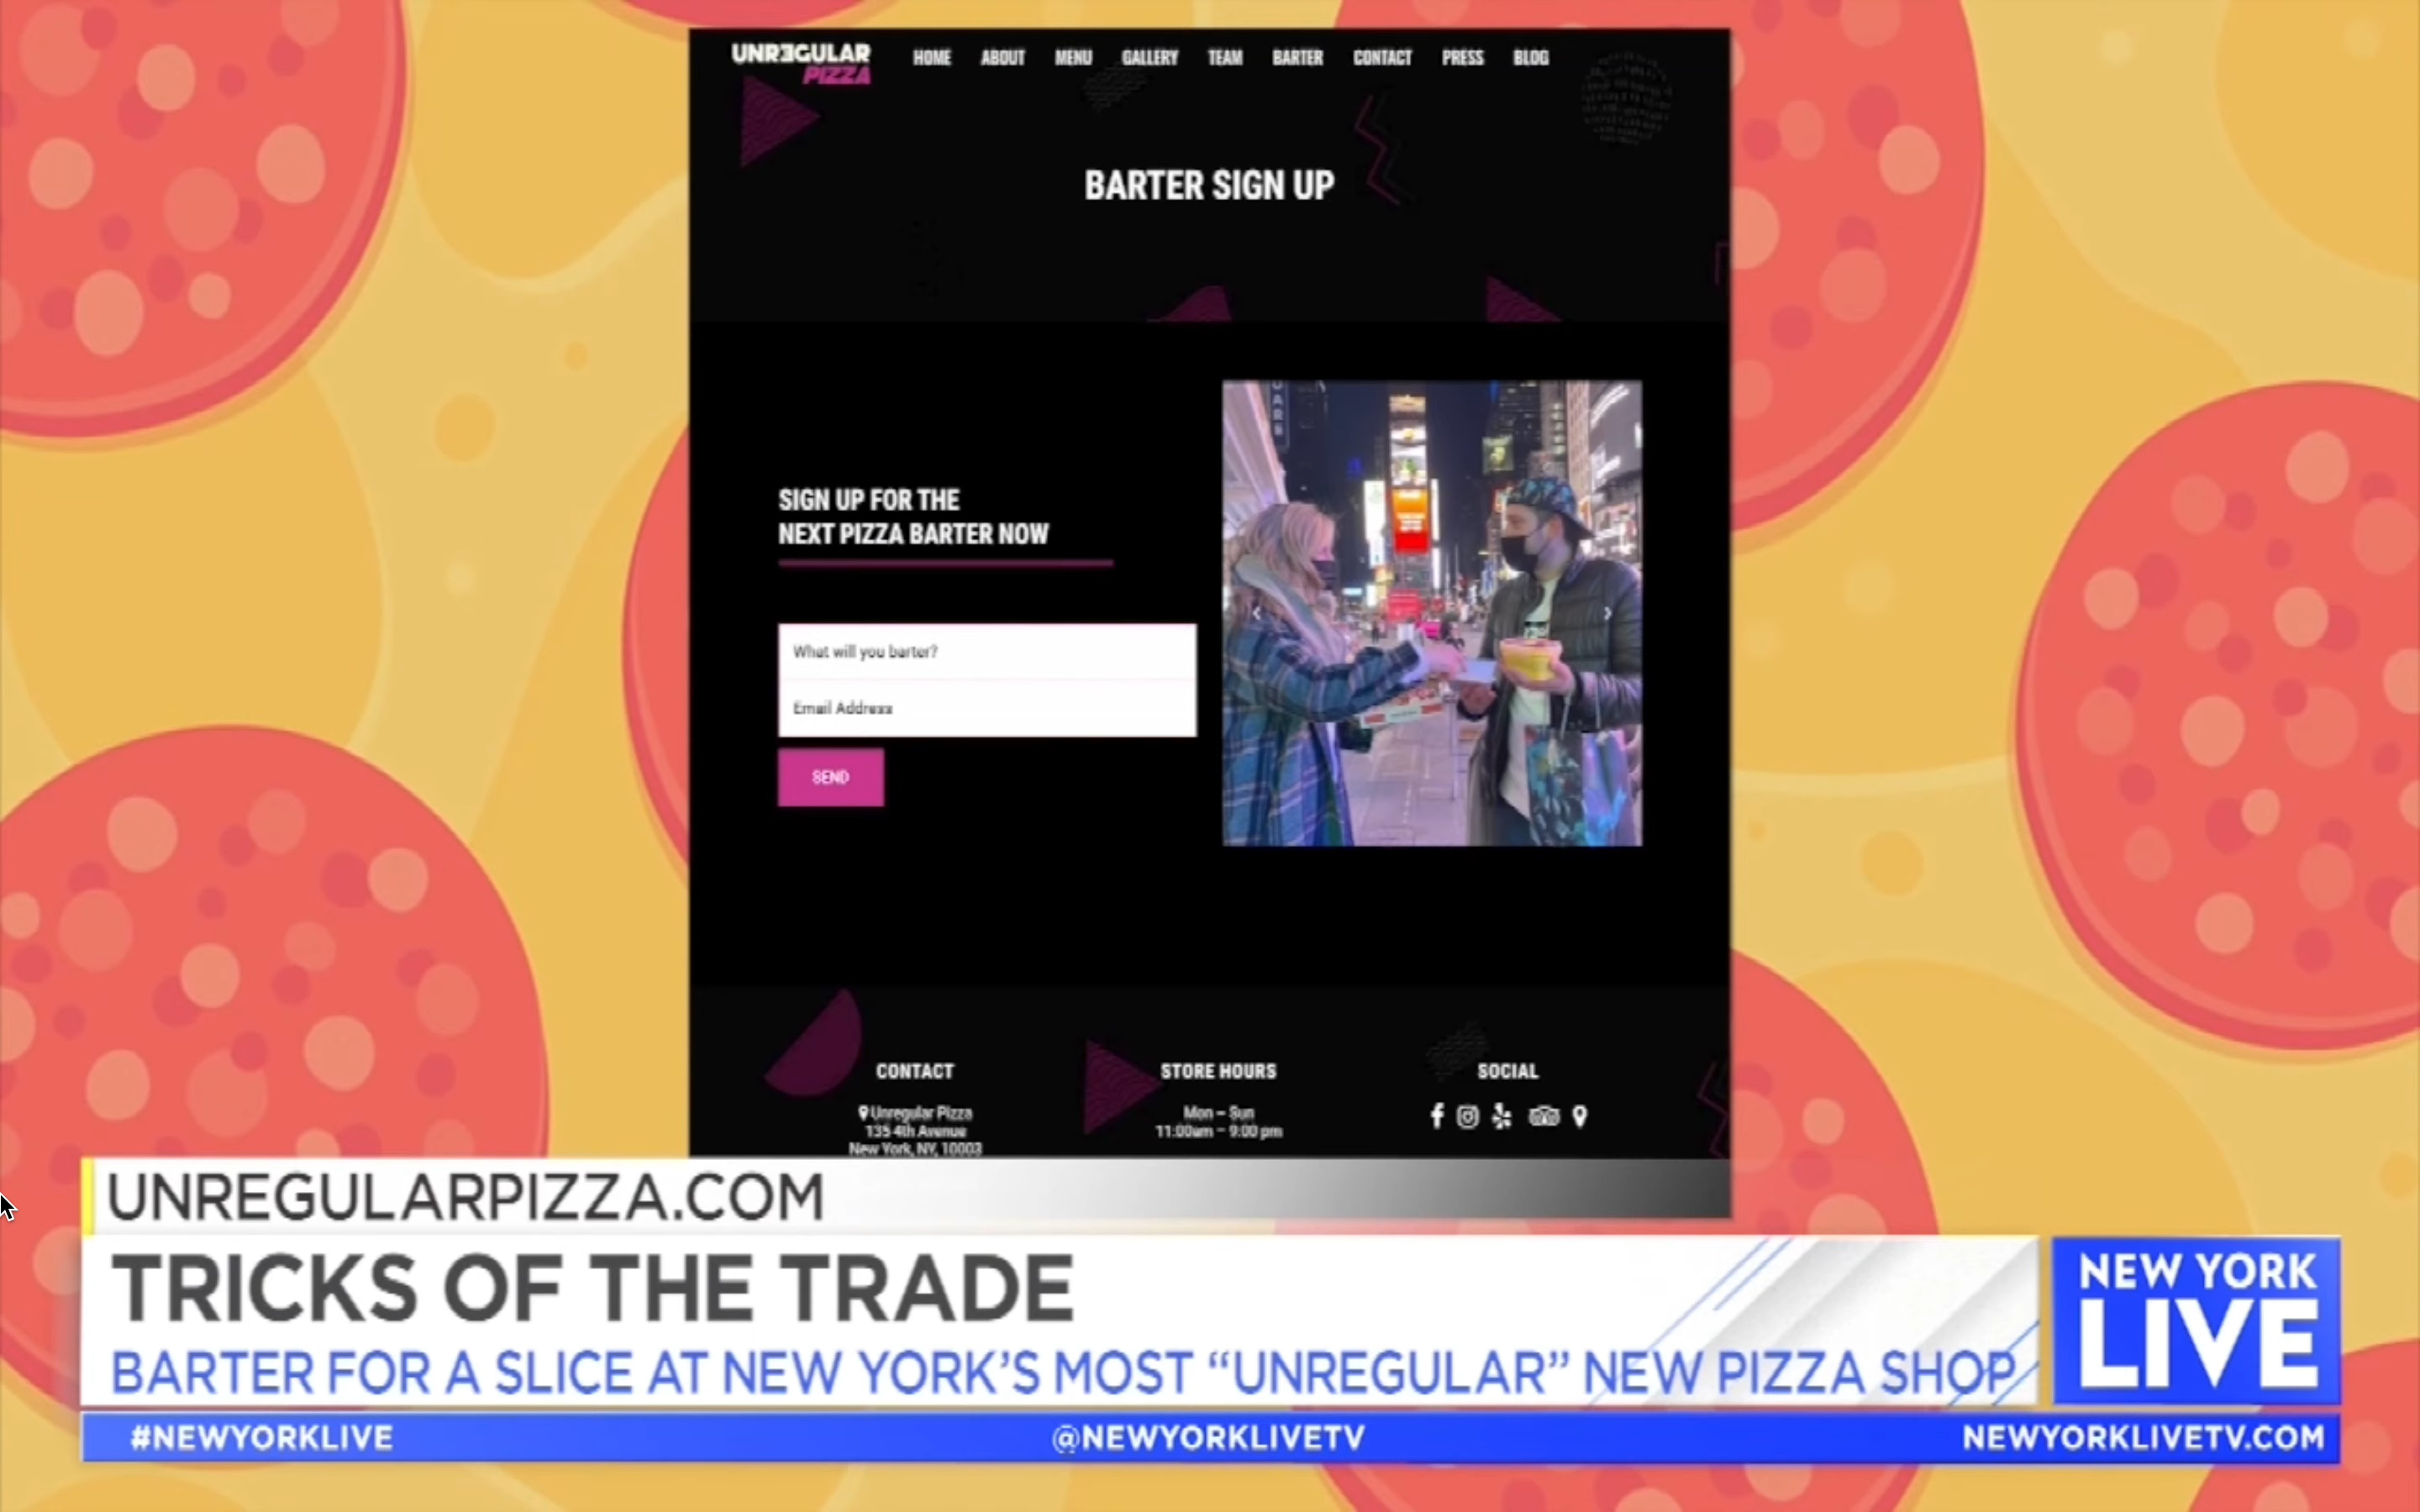 UNRƎGULAR
PIZZA
HOME ABOUT MENU GALLERY TEAM BARTER CONTACT PRESS BLOG
BARTER SIGN UP
SIGN UP FOR THE
NEXT PIZZA BARTER NOW
What will you barter?
Email Address
SEND
CONTACT
Unregular Pizza
135 4th Avenue
New York, NY, 10003
STORE HOURS
Mon – Sun
11:00am – 9:00 pm
SOCIAL
UNREGULARPIZZA.COM
TRICKS OF THE TRADE
BARTER FOR A SLICE AT NEW YORK’S MOST “UNREGULAR” NEW PIZZA SHOP
NEW YORK
LIVE
#NEWYORKLIVE
@NEWYORKLIVETV
NEWYORKLIVETV.COM